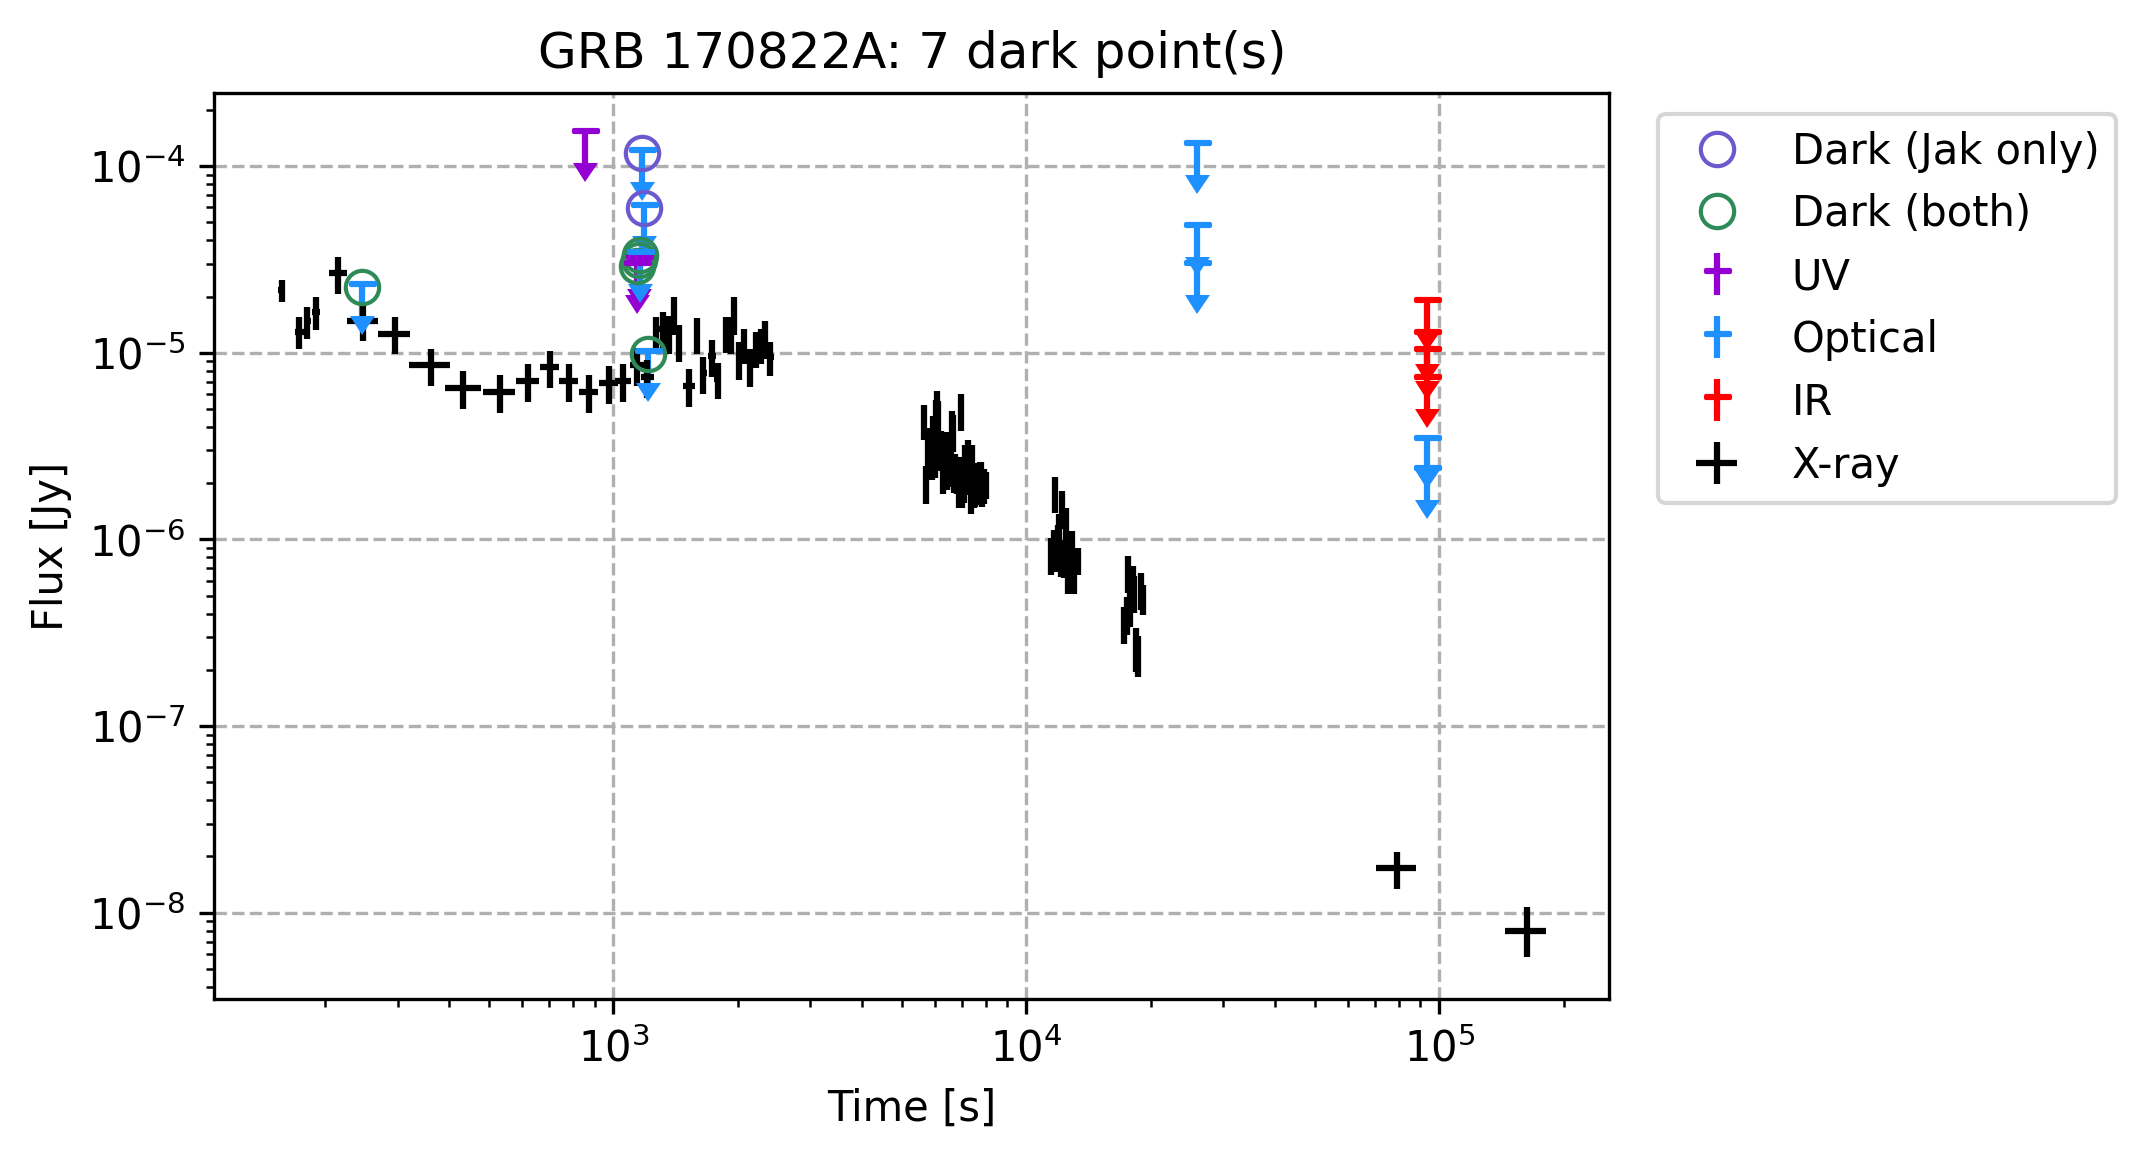 GRB 170822A: 7 dark point(s)
10⁻⁴
10⁻⁵
10⁻⁶
10⁻⁷
10⁻⁸
Flux [Jy]
10³
10⁴
10⁵
Time [s]
Dark (Jak only)
Dark (both)
UV
Optical
IR
X-ray